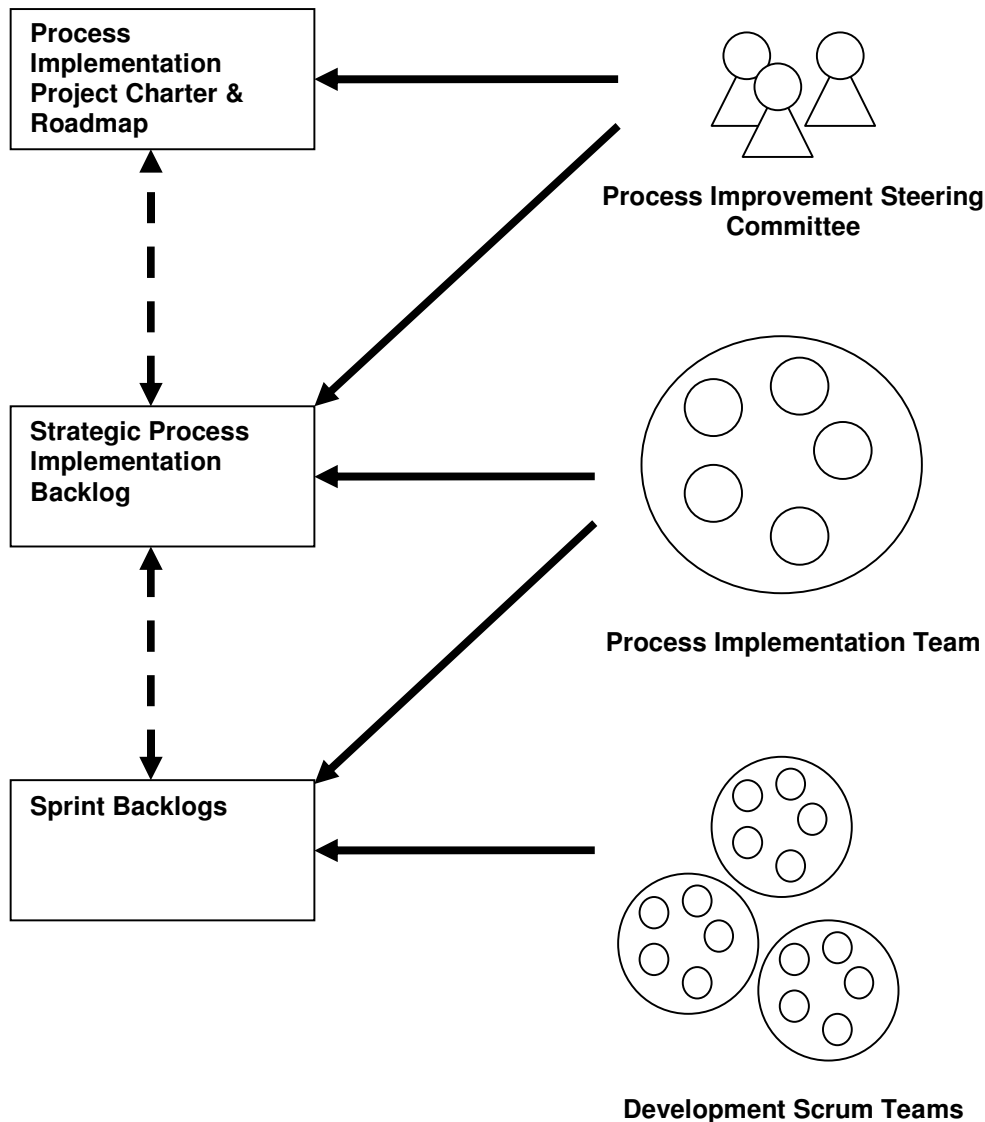 Process
Implementation
Project Charter &
Roadmap
Process Improvement Steering
Committee
Strategic Process
Implementation
Backlog
Process Implementation Team
Sprint Backlogs
Development Scrum Teams